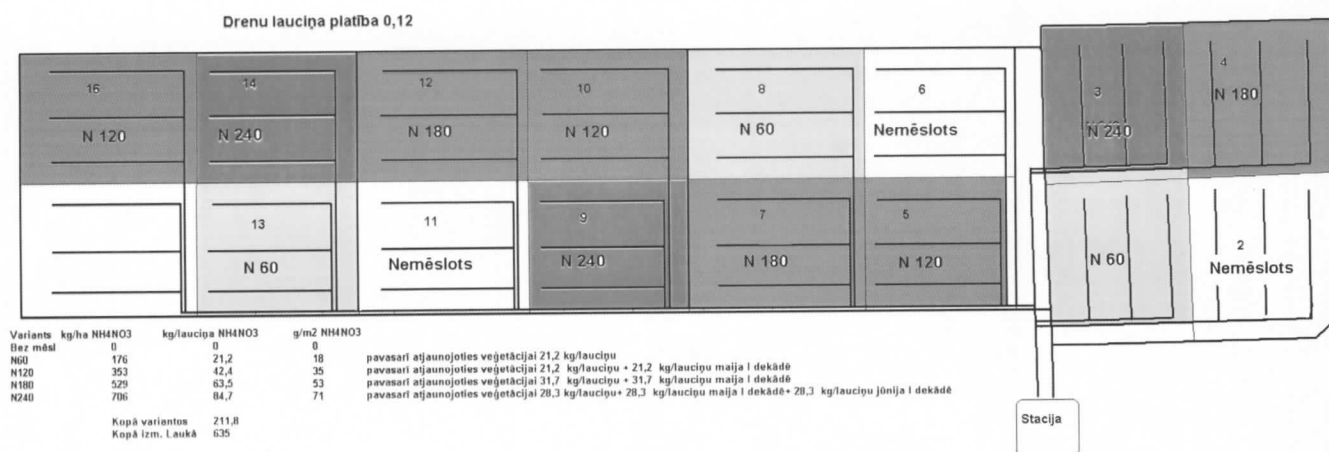 Drenu lauciņa platība 0,12
16
14
12
10
8
6
3
4
N 120
N 240
N 180
N 120
N 60
Nemēslots
N 240
N 180
13
11
9
7
5
2
N 60
Nemēslots
N 240
N 180
N 120
N 60
Nemēslots
Variants kg/ha NH4NO3 kg/lauciņa NH4NO3 g/m2 NH4NO3
Bez mēsl 0 0 0
N60 176 21,2 18 pavasarī atjaunojoties veģetācijai 21,2 kg/lauciņu
N120 353 42,4 35 pavasarī atjaunojoties veģetācijai 21,2 kg/lauciņu + 21,2 kg/lauciņu maija I dekādē
N180 529 63,5 53 pavasarī atjaunojoties veģetācijai 31,7 kg/lauciņu + 31,7 kg/lauciņu maija I dekādē
N240 706 84,7 71 pavasarī atjaunojoties veģetācijai 28,3 kg/lauciņu+ 28,3 kg/lauciņu maija I dekādē+ 28,3 kg/lauciņu jūnija I dekādē
Kopā variantos 211,8
Kopā izm. Laukā 635
Stacija